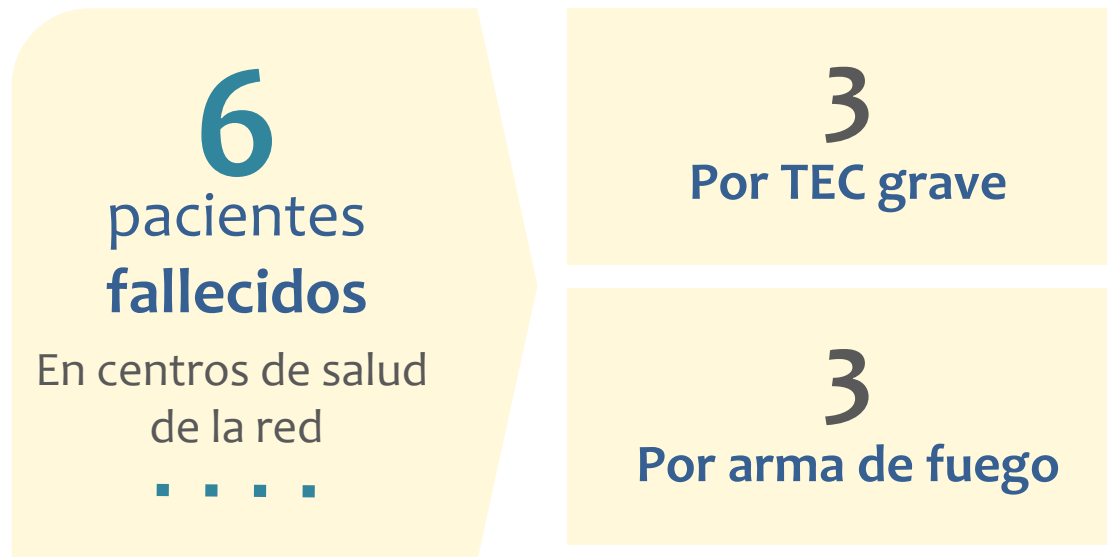 6
pacientes
fallecidos
En centros de salud
de la red
3
Por TEC grave
3
Por arma de fuego